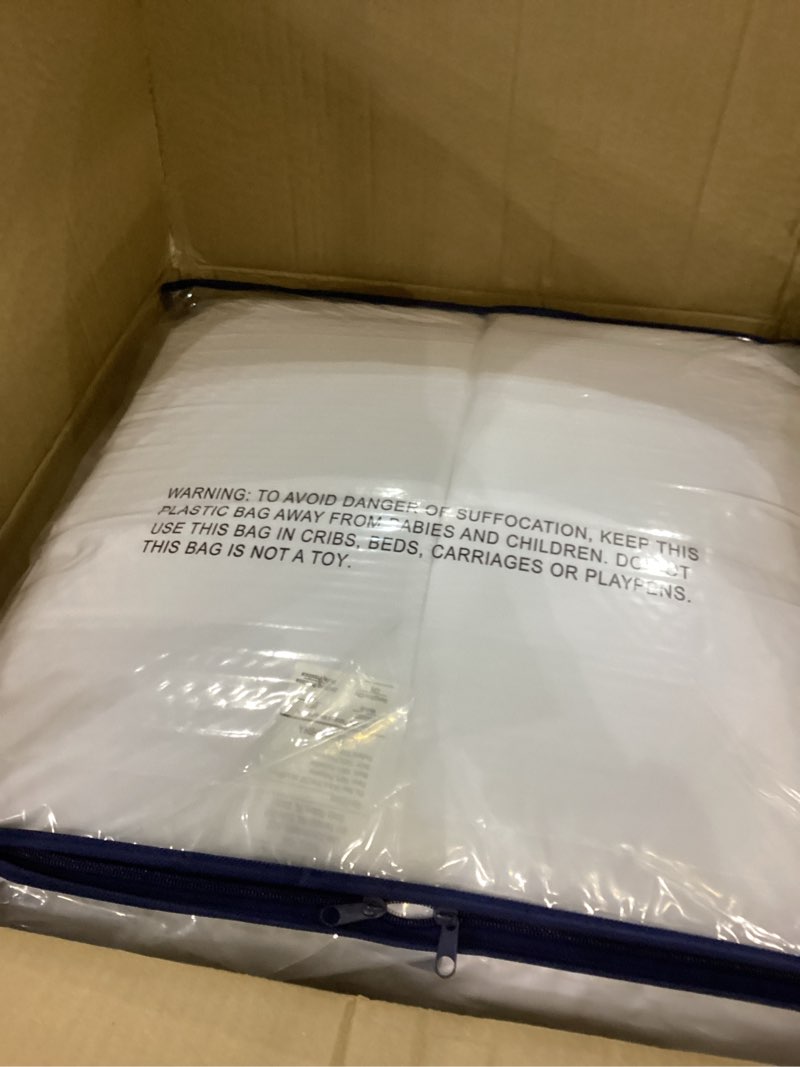 WARNING: TO AVOID DANGER OF SUFFOCATION, KEEP THIS
PLASTIC BAG AWAY FROM BABIES AND CHILDREN. DO NOT
USE THIS BAG IN CRIBS, BEDS, CARRIAGES OR PLAYPENS.
THIS BAG IS NOT A TOY.